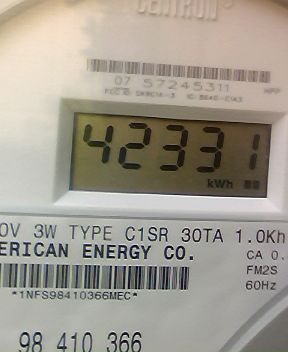 CENTRON®
07 57245311
42331
kWh
0V 3W TYPE C1SR 30TA 1.0Kh
ERICAN ENERGY CO.
CA 0.
FM2S
*1NFS98410366MEC*
60Hz
98 410 366